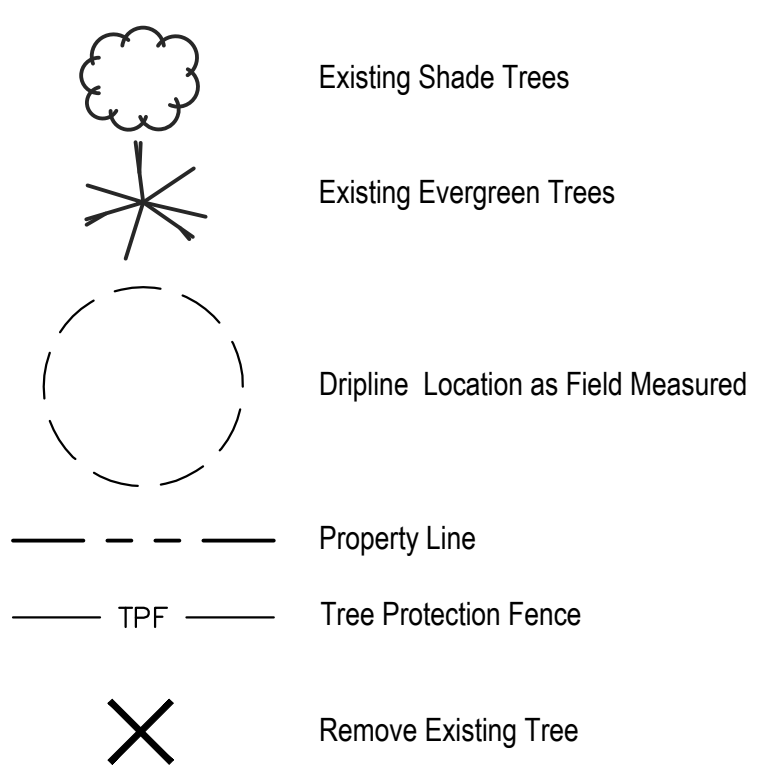 Existing Shade Trees
Existing Evergreen Trees
Dripline  Location as Field Measured
Property Line
TPF
Tree Protection Fence
Remove Existing Tree